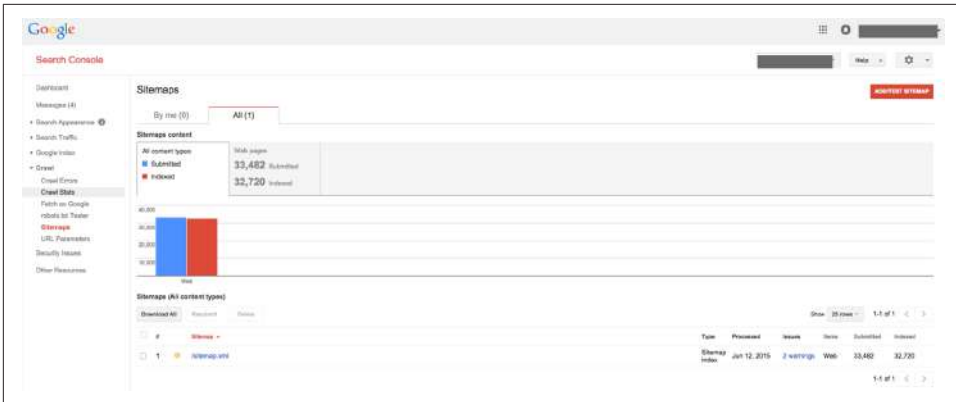 Google
Search Console
Help
Dashboard
Messages (4)
Search Appearance
Search Traffic
Google Index
Crawl
Crawl Errors
Crawl Stats
Fetch as Google
robots.txt Tester
Sitemaps
URL Parameters
Security Issues
Other Resources
Sitemaps
ADD/TEST SITEMAP
By me (0) All (1)
Sitemaps content
All content types
Submitted
Indexed
Web pages
33,482 Submitted
32,720 Indexed
40,000
30,000
20,000
10,000
Web
Sitemaps (All content types)
Download All Resubmit Delete
Show 25 rows 1-1 of 1
# Sitemap Type Processed Issues Items Submitted Indexed
1 /sitemap.xml Sitemap Index Jun 12, 2015 2 warnings Web 33,482 32,720
1-1 of 1